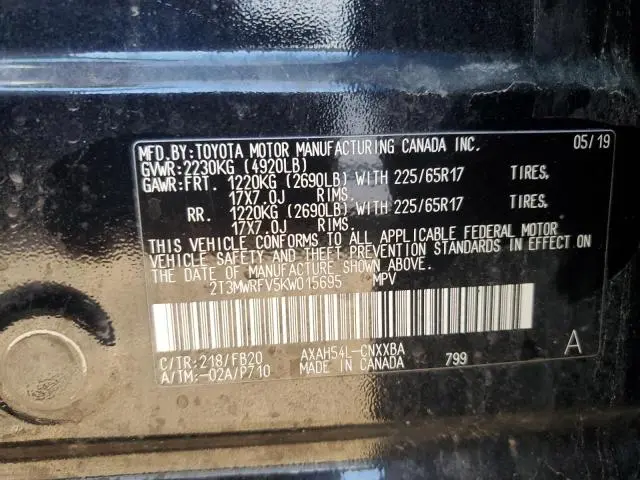 MFD.BY:TOYOTA MOTOR MANUFACTURING CANADA INC. 05/19
GVWR:2230KG (4920LB)
GAWR:FRT. 1220KG (2690LB) WITH 225/65R17 TIRES,
17X7.0J RIMS.
RR. 1220KG (2690LB) WITH 225/65R17 TIRES,
17X7.0J RIMS.
THIS VEHICLE CONFORMS TO ALL APPLICABLE FEDERAL MOTOR
VEHICLE SAFETY AND THEFT PREVENTION STANDARDS IN EFFECT ON
THE DATE OF MANUFACTURE SHOWN ABOVE.
2T3MWRFV5KW015695 MPV
C/TR:218/FB20 AXAH54L-CNXXBA A
A/TM:-02A/P710 MADE IN CANADA 799